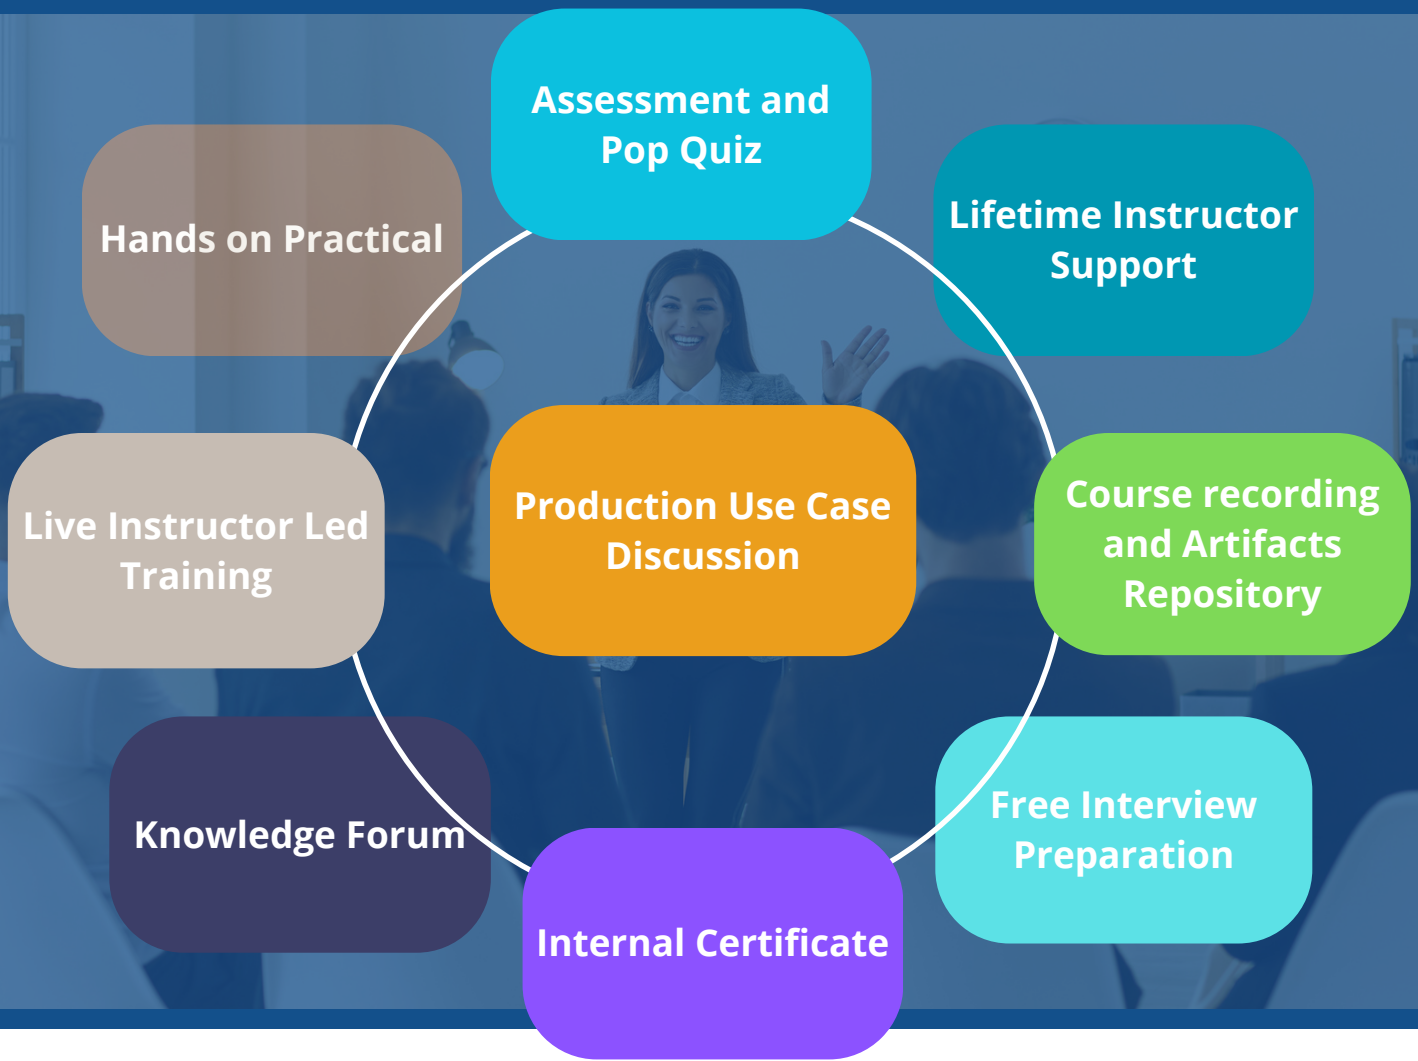 Assessment and
Pop Quiz
Hands on Practical
Lifetime Instructor
Support
Live Instructor Led
Training
Production Use Case
Discussion
Course recording
and Artifacts
Repository
Knowledge Forum
Free Interview
Preparation
Internal Certificate